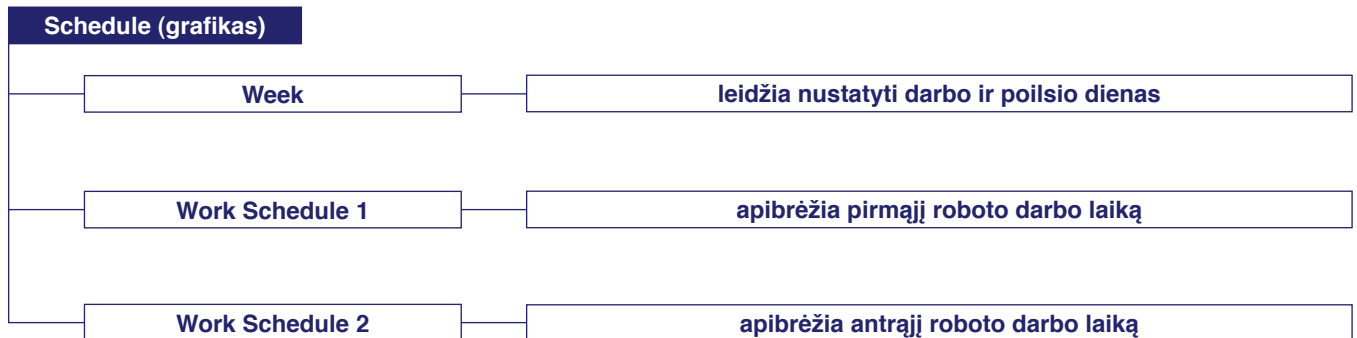 Schedule (grafikas)
Week
leidžia nustatyti darbo ir poilsio dienas
Work Schedule 1
apibrėžia pirmąjį roboto darbo laiką
Work Schedule 2
apibrėžia antrąjį roboto darbo laiką